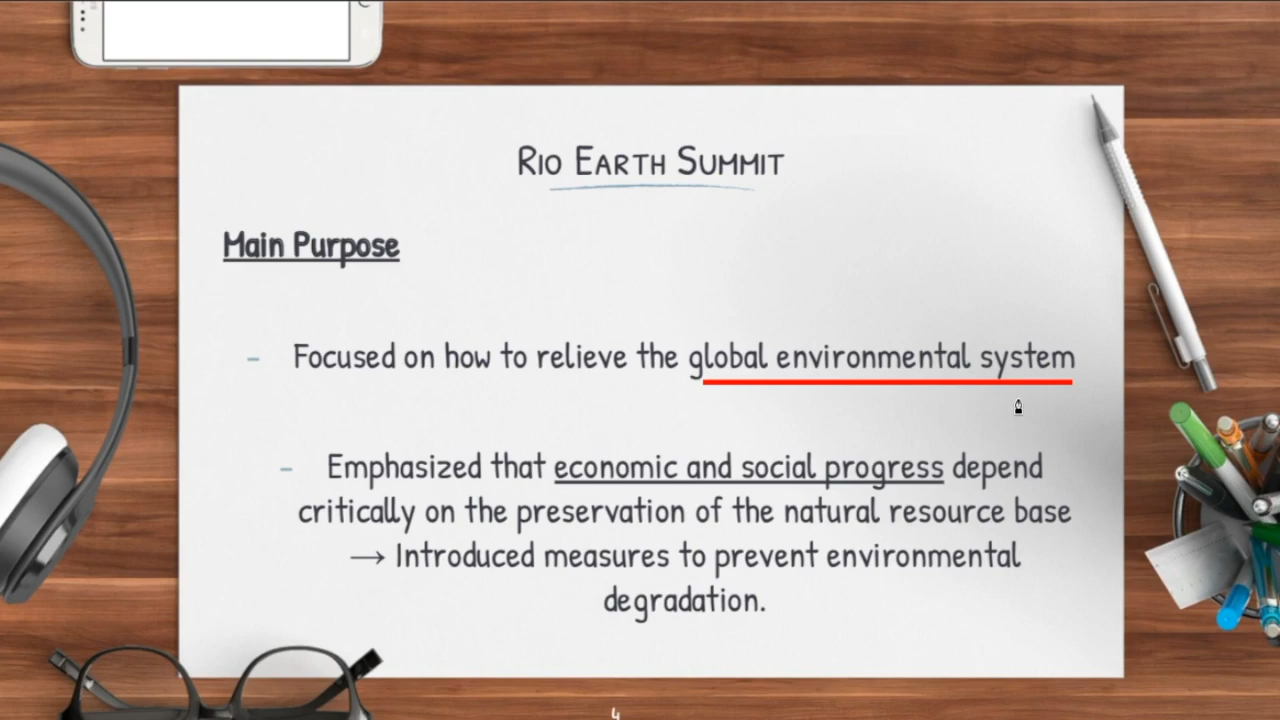 Rio Earth Summit
Main Purpose
- Focused on how to relieve the global environmental system
- Emphasized that economic and social progress depend
critically on the preservation of the natural resource base
→ Introduced measures to prevent environmental
degradation.
4